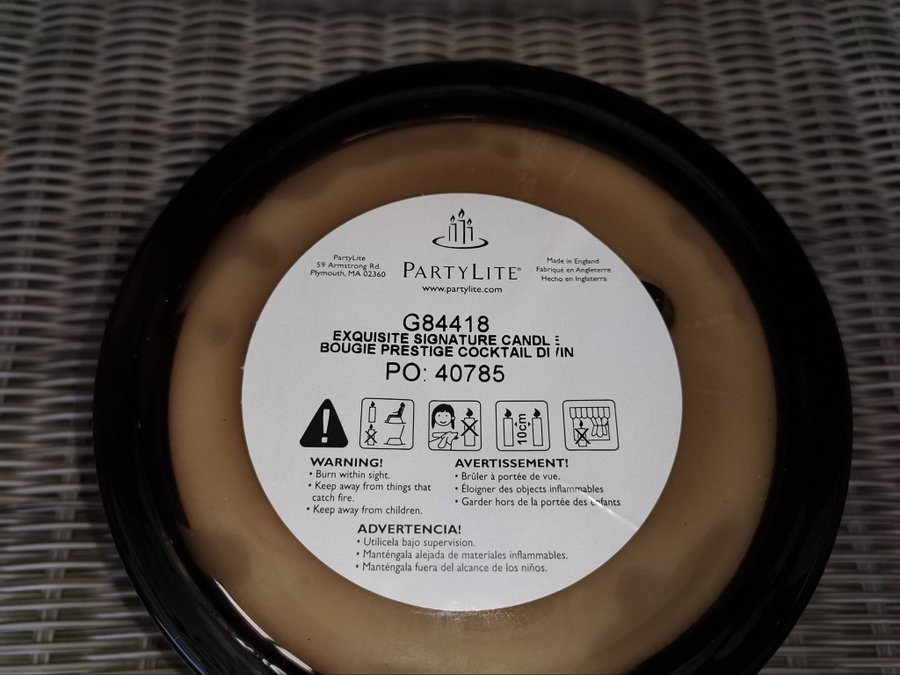 PartyLite
59 Armstrong Rd.
Plymouth, MA 02360
PARTYLITE®
www.partylite.com
Made in England
Fabriqué en Angleterre
Hecho en Inglaterra
G84418
EXQUISITE SIGNATURE CANDLE
BOUGIE PRESTIGE COCKTAIL DIVIN
PO: 40785
10cm
WARNING!
• Burn within sight.
• Keep away from things that
catch fire.
• Keep away from children.
AVERTISSEMENT!
• Brûler à portée de vue.
• Éloigner des objects inflammables
• Garder hors de la portée des enfants
ADVERTENCIA!
• Utilicela bajo supervision.
• Manténgala alejada de materiales inflammables.
• Manténgala fuera del alcance de los niños.